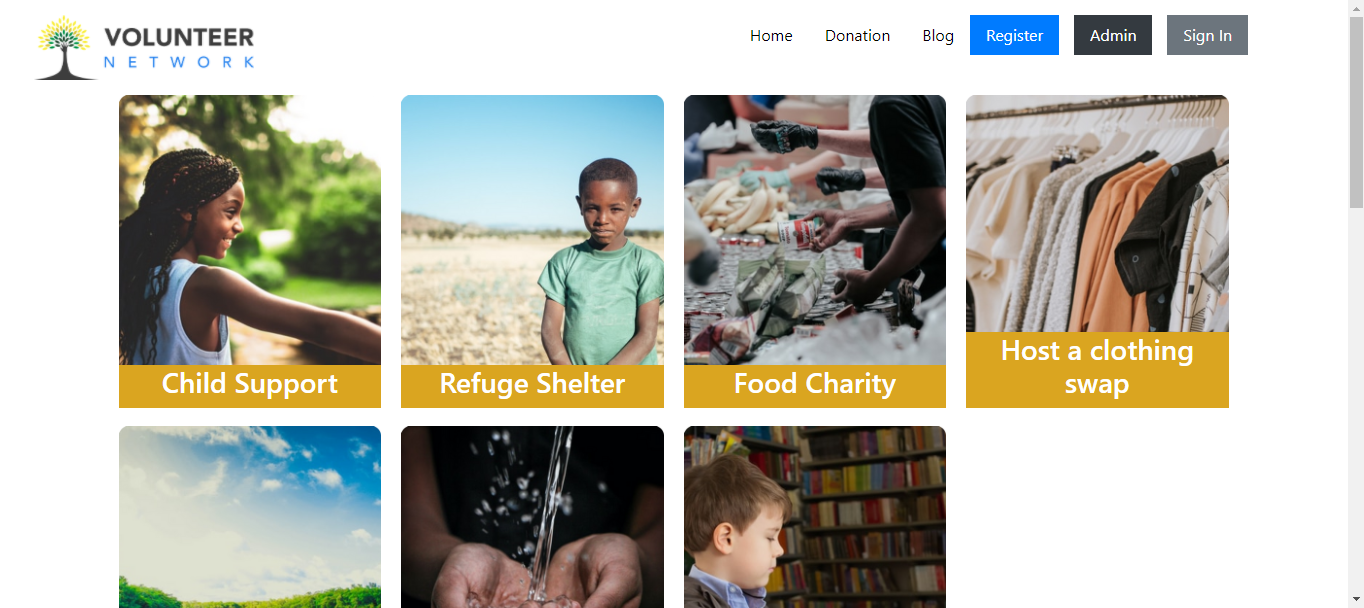 VOLUNTEER
NETWORK
Home Donation Blog Register Admin Sign In
Child Support
Refuge Shelter
Food Charity
Host a clothing
swap